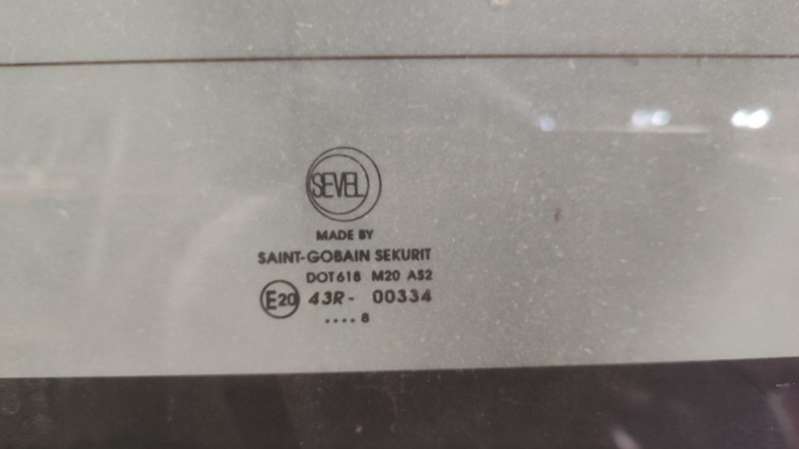 SEVEL
MADE BY
SAINT-GOBAIN SEKURIT
DOT618 M20 AS2
E20 43R- 00334
.... 8